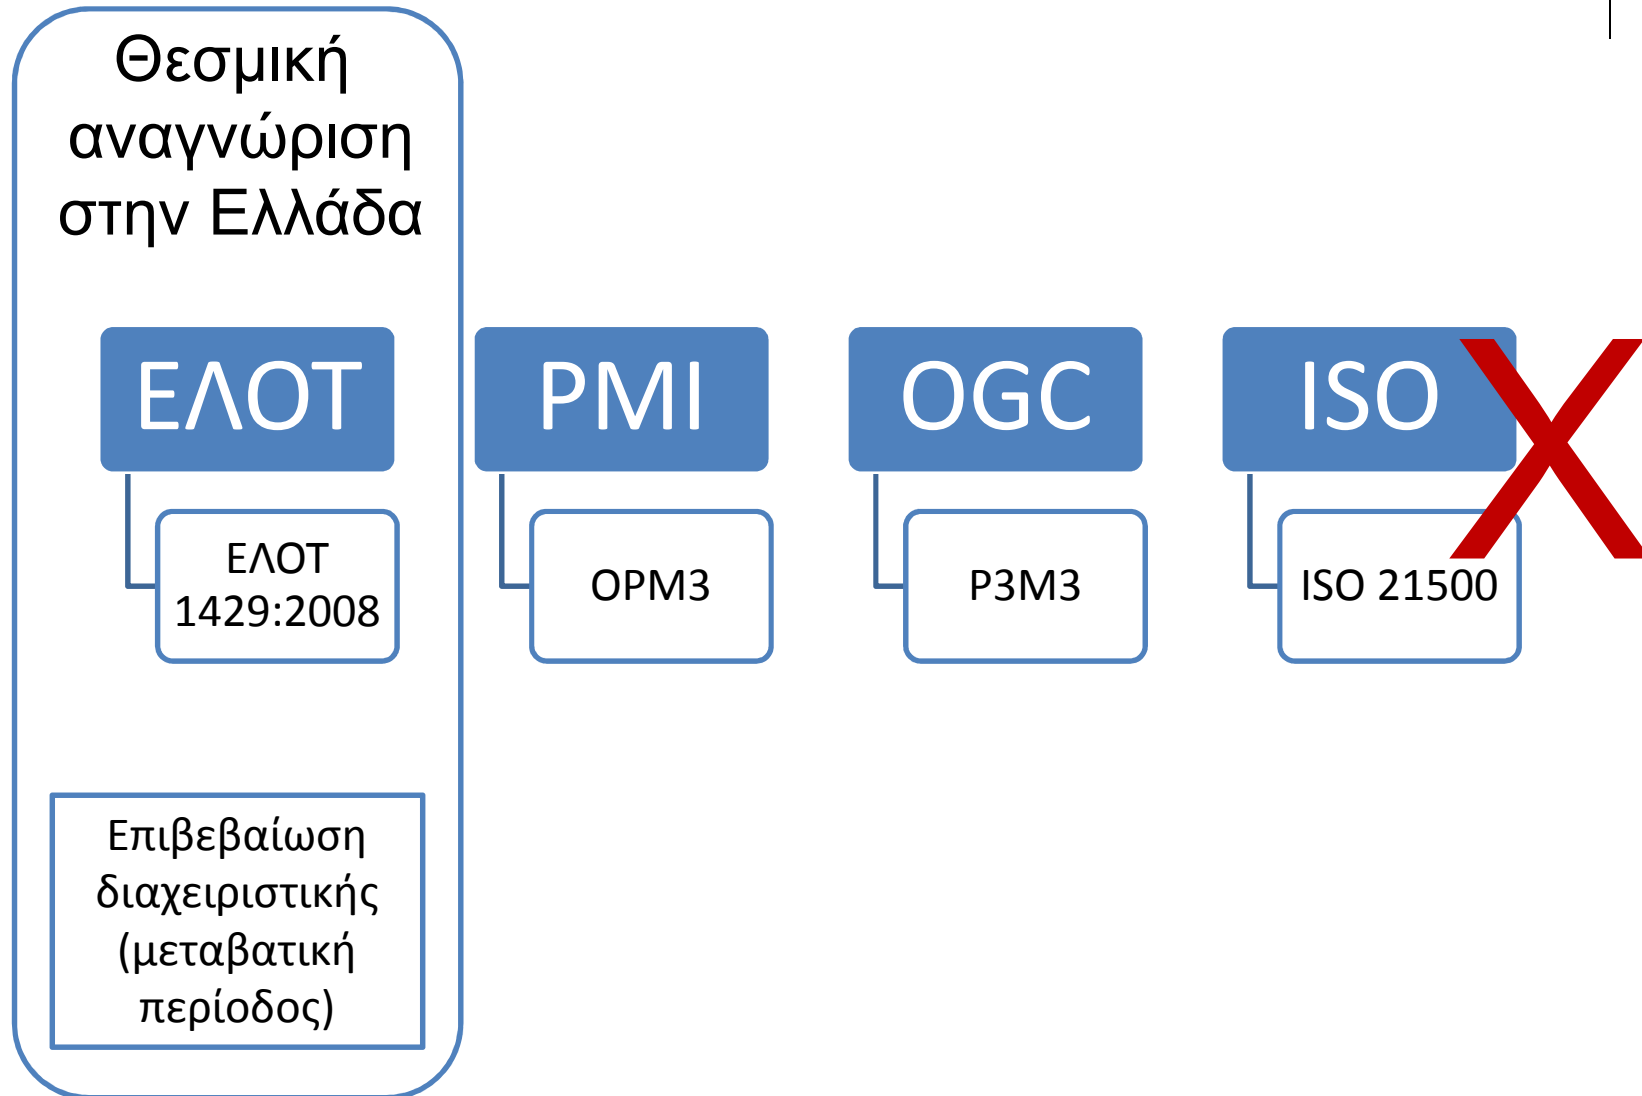 Θεσμική
αναγνώριση
στην Ελλάδα
ΕΛΟΤ
PMI
OGC
ISO
X
ΕΛΟΤ
1429:2008
OPM3
P3M3
ISO 21500
Επιβεβαίωση
διαχειριστικής
(μεταβατική
περίοδος)